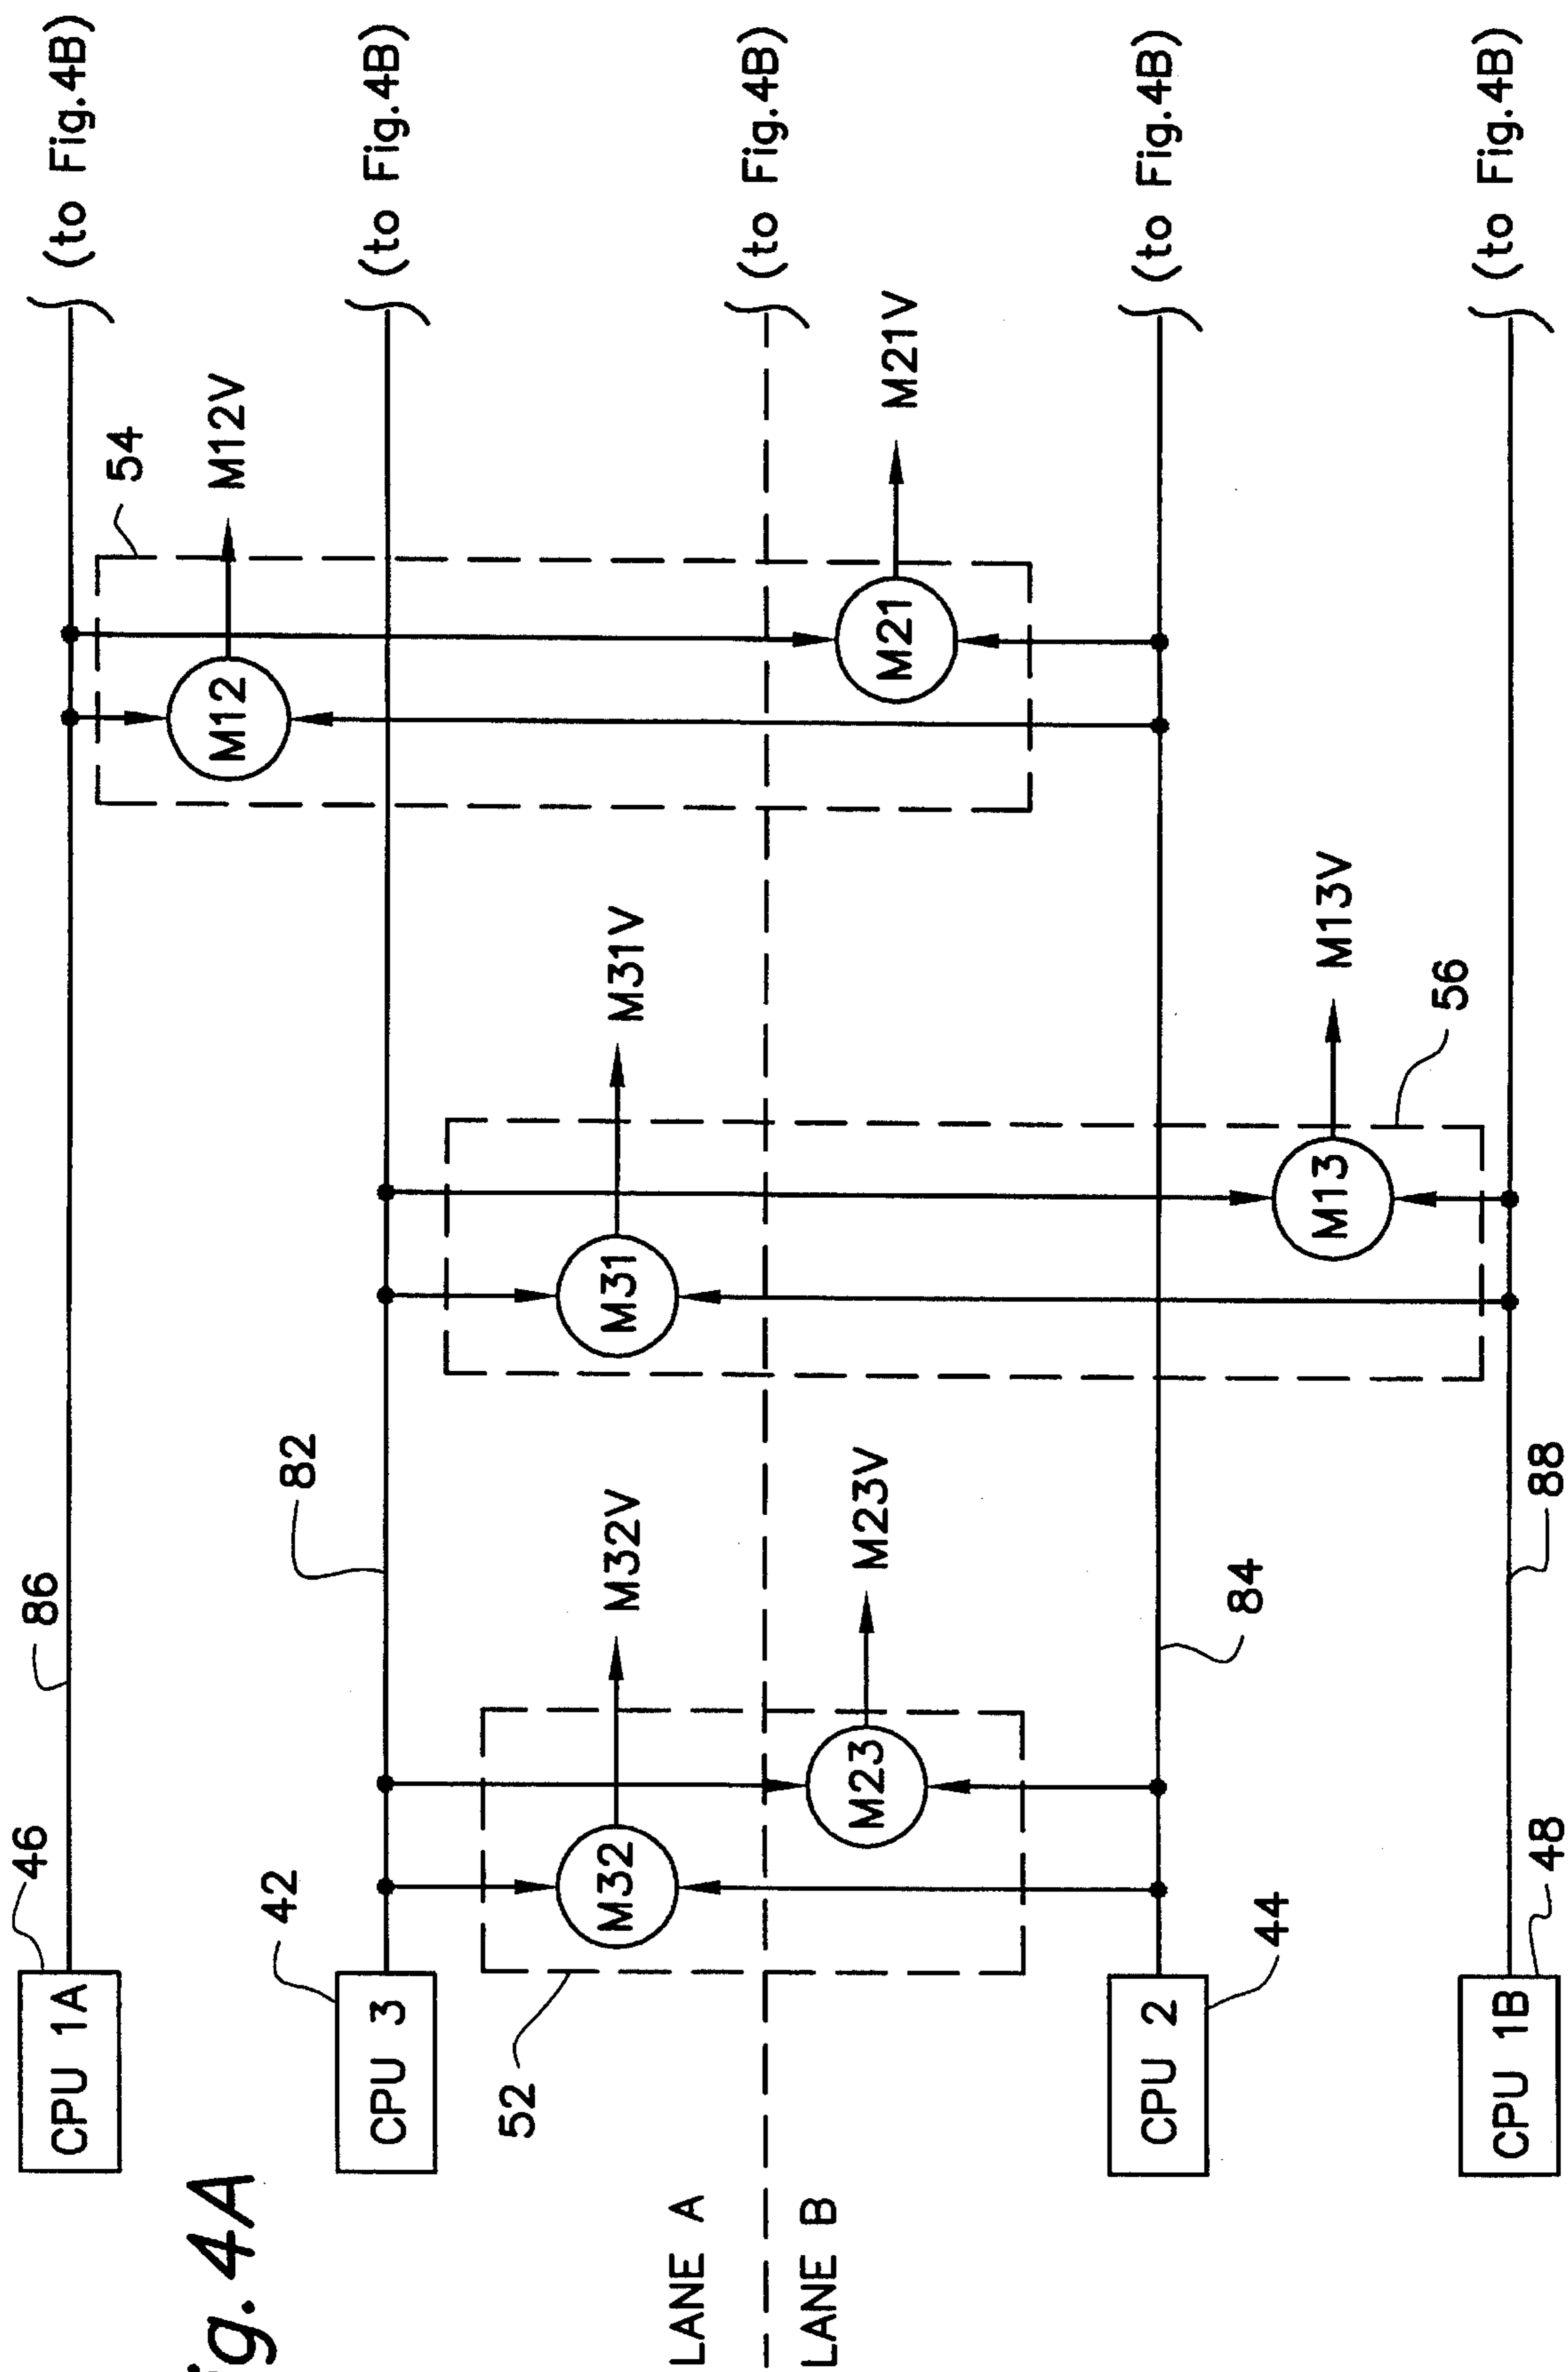 ig. 4A
CPU 1A
46
86
(to Fig.4B)
54
M12
M12V
CPU 3
42
82
(to Fig.4B)
52
M32
M32V
M31
M31V
LANE A
(to Fig.4B)
LANE B
M23
M23V
M21
M21V
CPU 2
44
84
(to Fig.4B)
M13
M13V
56
CPU 1B
48
88
(to Fig.4B)